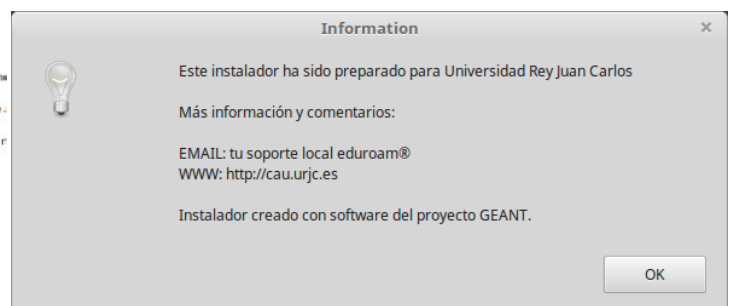 Information
Este instalador ha sido preparado para Universidad Rey Juan Carlos
Más información y comentarios:
EMAIL: tu soporte local eduroam®
WWW: http://cau.urjc.es
Instalador creado con software del proyecto GEANT.
OK